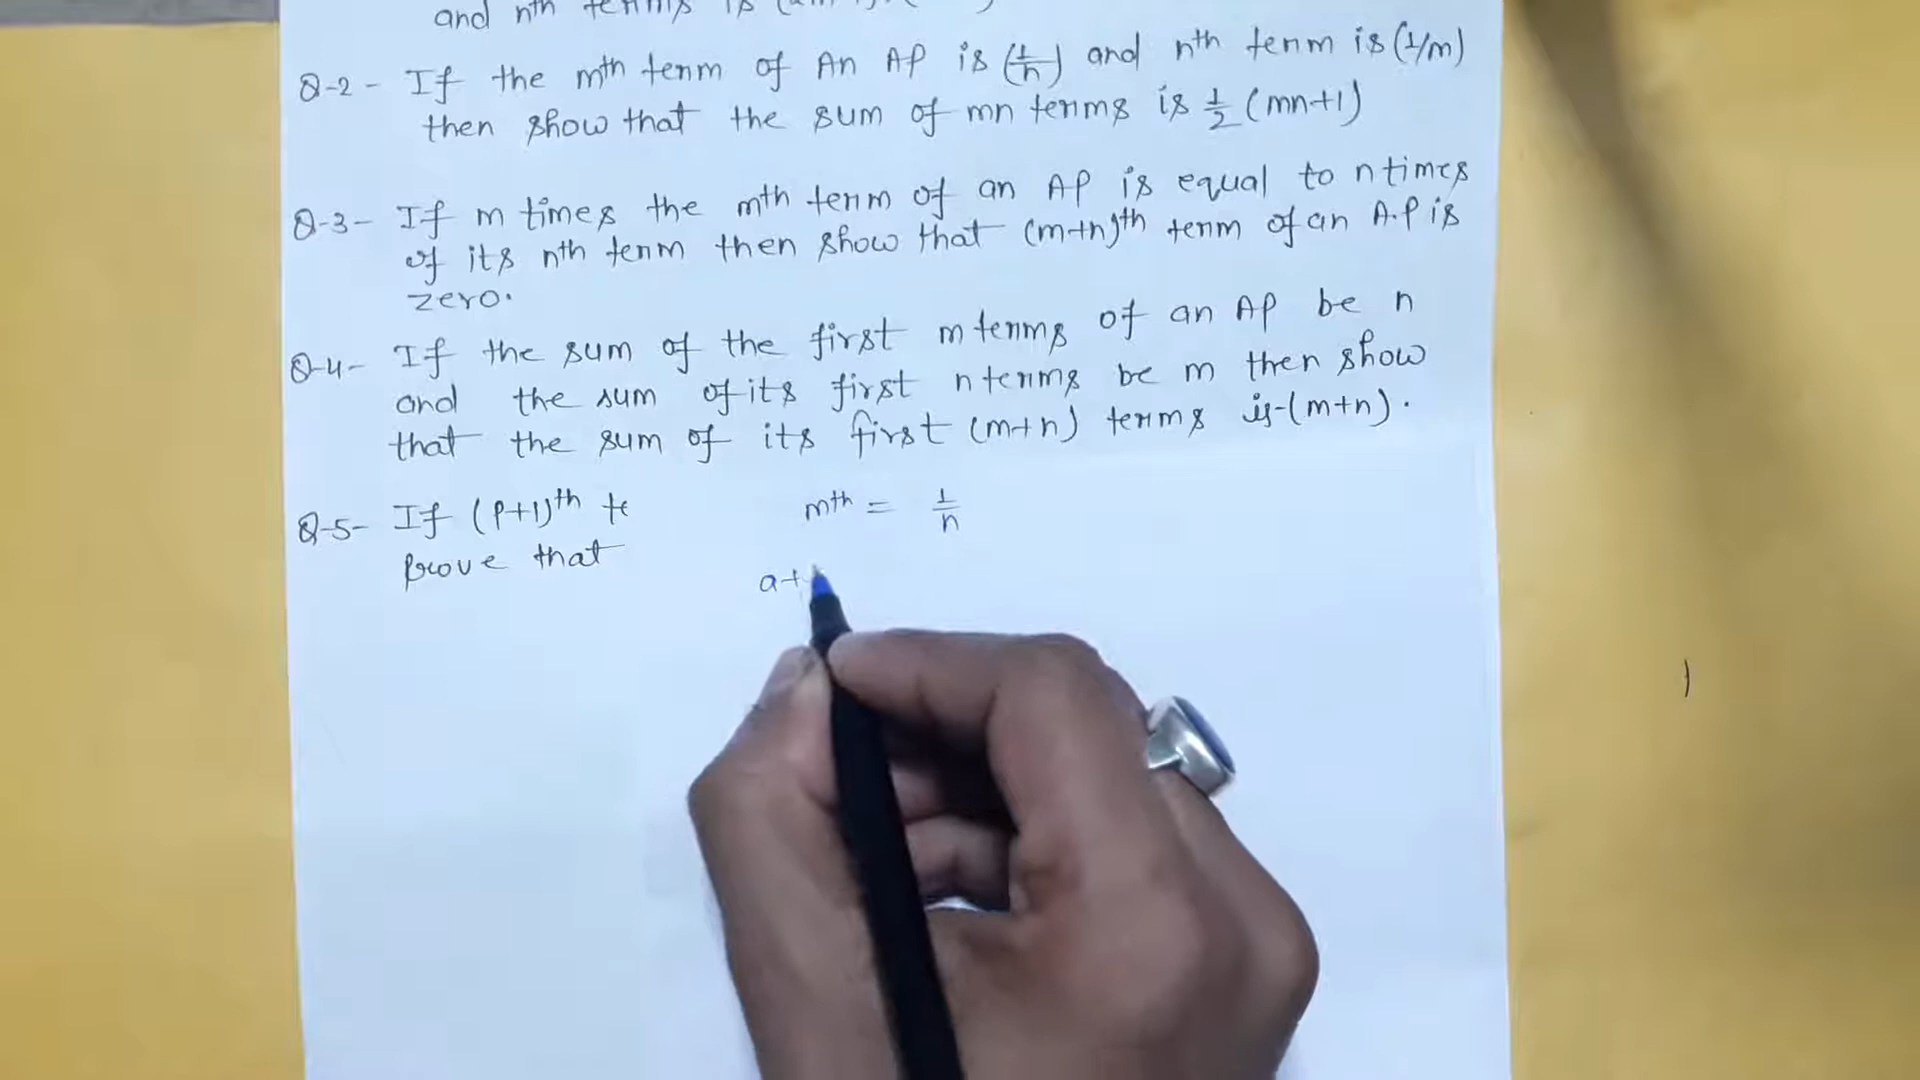 and nth terms is
Q-2- If the mth term of An AP is (1/n) and nth term is (1/m)
then show that the sum of mn terms is 1/2 (mn+1)
Q-3- If m times the mth term of an AP is equal to n times
of its nth term then show that (m+n)th term of an A.P is
zero.
Q-4- If the sum of the first m terms of an AP be n
and the sum of its first n terms be m then show
that the sum of its first (m+n) terms is -(m+n).
Q-5- If (P+1)th te
prove that
mth = 1/n
a+